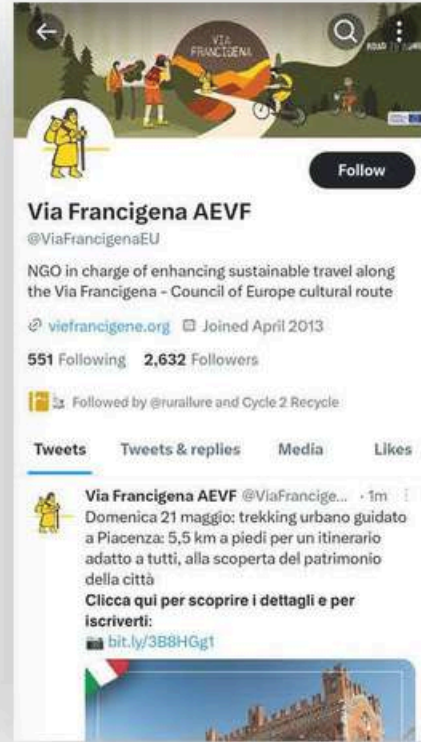 VIA
FRANCIGENA
ROAD TO ROME
Follow
Via Francigena AEVF
@ViaFrancigenaEU
NGO in charge of enhancing sustainable travel along
the Via Francigena - Council of Europe cultural route
viefrancigene.org Joined April 2013
551 Following 2,632 Followers
Followed by @rurallure and Cycle 2 Recycle
Tweets Tweets & replies Media Likes
Via Francigena AEVF @ViaFrancige... · 1m
Domenica 21 maggio: trekking urbano guidato
a Piacenza: 5,5 km a piedi per un itinerario
adatto a tutti, alla scoperta del patrimonio
della città
Clicca qui per scoprire i dettagli e per
iscriverti:
bit.ly/3B8HGg1